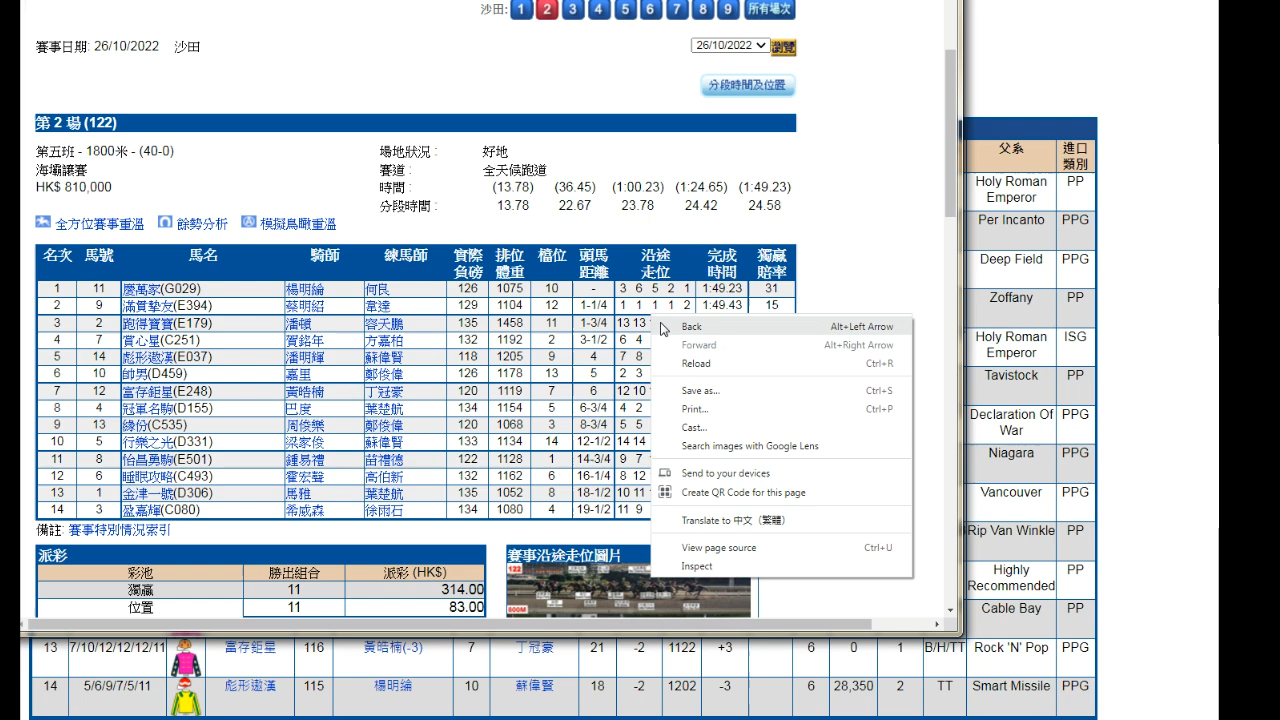 沙田: 1 2 3 4 5 6 7 8 9 所有場次
賽事日期: 26/10/2022 沙田 26/10/2022 瀏覽
分段時間及位置
第 2 場 (122)
第五班 - 1800米 - (40-0) 場地狀況 : 好地
海壩讓賽 賽道 : 全天候跑道
HK$ 810,000 時間 : (13.78) (36.45) (1:00.23) (1:24.65) (1:49.23)
分段時間 : 13.78 22.67 23.78 24.42 24.58
全方位賽事重溫 餘勢分析 模擬鳥瞰重溫
名次 馬號 馬名 騎師 練馬師 實際負磅 排位體重 檔位 頭馬距離 沿途走位 完成時間 獨贏賠率
1 11 慶萬家(G029) 楊明綸 何良 126 1075 10 - 3 6 5 2 1 1:49.23 31
2 9 滿貫摯友(E394) 蔡明紹 韋達 129 1104 12 1-1/4 1 1 1 1 2 1:49.43 15
3 2 跑得寶寶(E179) 潘頓 容天鵬 135 1458 11 1-3/4 13 13
4 7 賞心星(C251) 賀銘年 方嘉柏 132 1192 2 3-1/2 6 4
5 14 彪形遨漢(E037) 潘明輝 蘇偉賢 118 1205 9 4 7 8
6 10 帥男(D459) 嘉里 鄭俊偉 126 1178 13 5 2 3
7 12 富存鉅星(E248) 黃皓楠 丁冠豪 120 1119 7 6 12 10
8 4 冠軍名駒(D155) 巴度 葉楚航 134 1154 5 6-3/4 4 2
9 13 緣份(C535) 周俊樂 鄭俊偉 120 1068 3 8-3/4 5 5
10 5 行樂之光(D331) 梁家俊 蘇偉賢 133 1134 14 12-1/2 14 14
11 8 怡昌勇駒(E501) 鍾易禮 苗禮德 122 1128 1 14-3/4 9 7
12 6 睡眠攻略(C493) 霍宏聲 高伯新 132 1162 6 16-1/4 8 12
13 1 金津一號(D306) 馬雅 葉楚航 135 1052 8 18-1/2 10 11
14 3 盈嘉輝(C080) 希威森 徐雨石 134 1080 4 19-1/2 11 9
備註: 賽事特別情況索引
派彩
彩池 勝出組合 派彩 (HK$)
獨贏 11 314.00
位置 11 83.00
賽事沿途走位圖片
122
800M
Back Alt+Left Arrow
Forward Alt+Right Arrow
Reload Ctrl+R
Save as... Ctrl+S
Print... Ctrl+P
Cast...
Search images with Google Lens
Send to your devices
Create QR Code for this page
Translate to 中文（繁體）
View page source Ctrl+U
Inspect
父系 進口類別
Holy Roman Emperor PP
Per Incanto PPG
Deep Field PPG
Zoffany PP
Holy Roman Emperor ISG
Tavistock PP
Declaration Of War PPG
Niagara PPG
Vancouver PPG
Rip Van Winkle PP
Highly Recommended PP
Cable Bay PP
13 7/10/12/12/12/11 富存鉅星 116 黃皓楠(-3) 7 丁冠豪 21 -2 1122 +3 6 0 1 B/H/TT Rock 'N' Pop PPG
14 5/6/9/7/5/11 彪形遨漢 115 楊明綸 10 蘇偉賢 18 -2 1202 -3 6 28,350 2 TT Smart Missile PPG